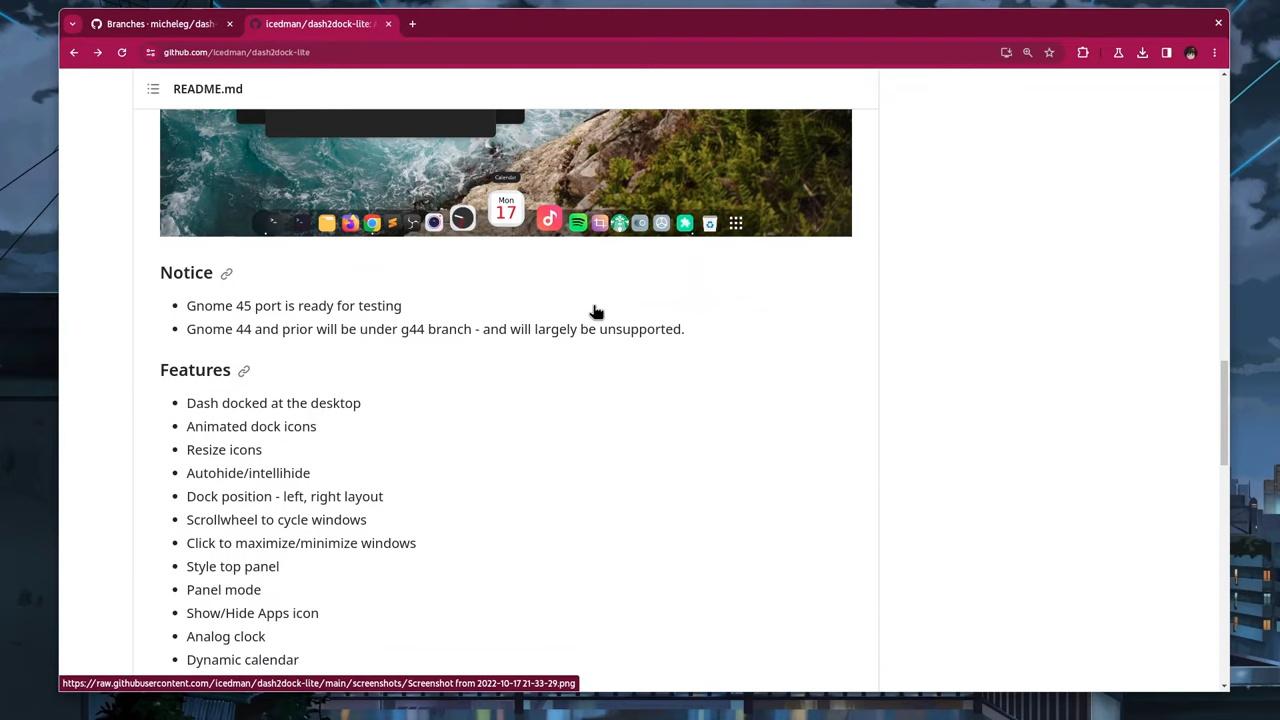 Branches · micheleg/dash-
icedman/dash2dock-lite:
github.com/icedman/dash2dock-lite
README.md
Calendar
Mon
17
Notice
Gnome 45 port is ready for testing
Gnome 44 and prior will be under g44 branch - and will largely be unsupported.
Features
Dash docked at the desktop
Animated dock icons
Resize icons
Autohide/intellihide
Dock position - left, right layout
Scrollwheel to cycle windows
Click to maximize/minimize windows
Style top panel
Panel mode
Show/Hide Apps icon
Analog clock
Dynamic calendar
https://raw.githubusercontent.com/icedman/dash2dock-lite/main/screenshots/Screenshot from 2022-10-17 21-33-29.png